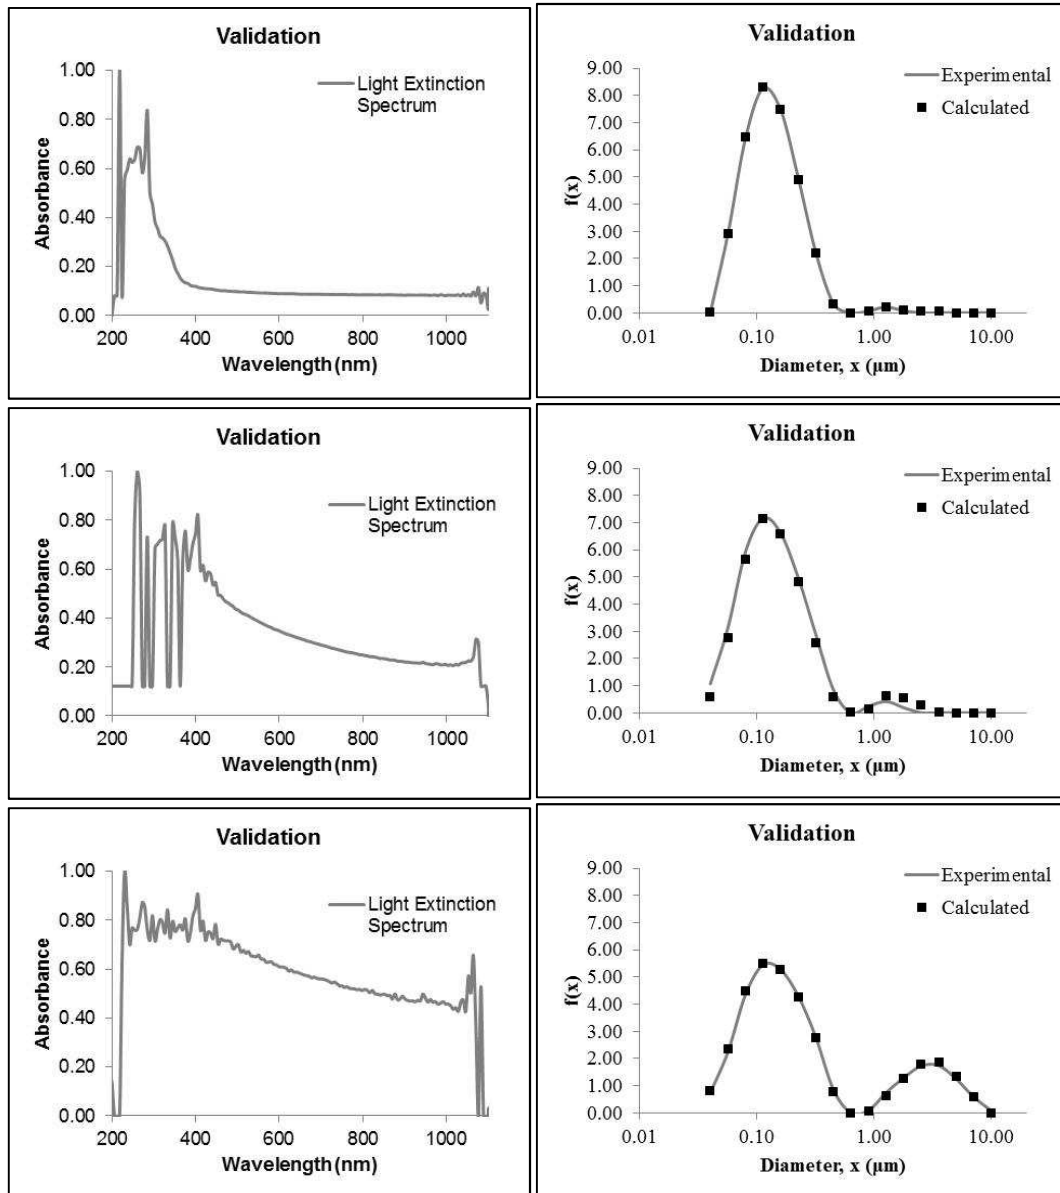 Validation
Light Extinction
Spectrum
Absorbance
1.00
0.80
0.60
0.40
0.20
0.00
200
400
600
800
1000
Wavelength (nm)
Validation
Experimental
Calculated
f(x)
9.00
8.00
7.00
6.00
5.00
4.00
3.00
2.00
1.00
0.00
0.01
0.10
1.00
10.00
Diameter, x (µm)
Validation
Light Extinction
Spectrum
Absorbance
1.00
0.80
0.60
0.40
0.20
0.00
200
400
600
800
1000
Wavelength (nm)
Validation
Experimental
Calculated
f(x)
9.00
8.00
7.00
6.00
5.00
4.00
3.00
2.00
1.00
0.00
0.01
0.10
1.00
10.00
Diameter, x (µm)
Validation
Light Extinction
Spectrum
Absorbance
1.00
0.80
0.60
0.40
0.20
0.00
200
400
600
800
1000
Wavelength (nm)
Validation
Experimental
Calculated
f(x)
9.00
8.00
7.00
6.00
5.00
4.00
3.00
2.00
1.00
0.00
0.01
0.10
1.00
10.00
Diameter, x (µm)